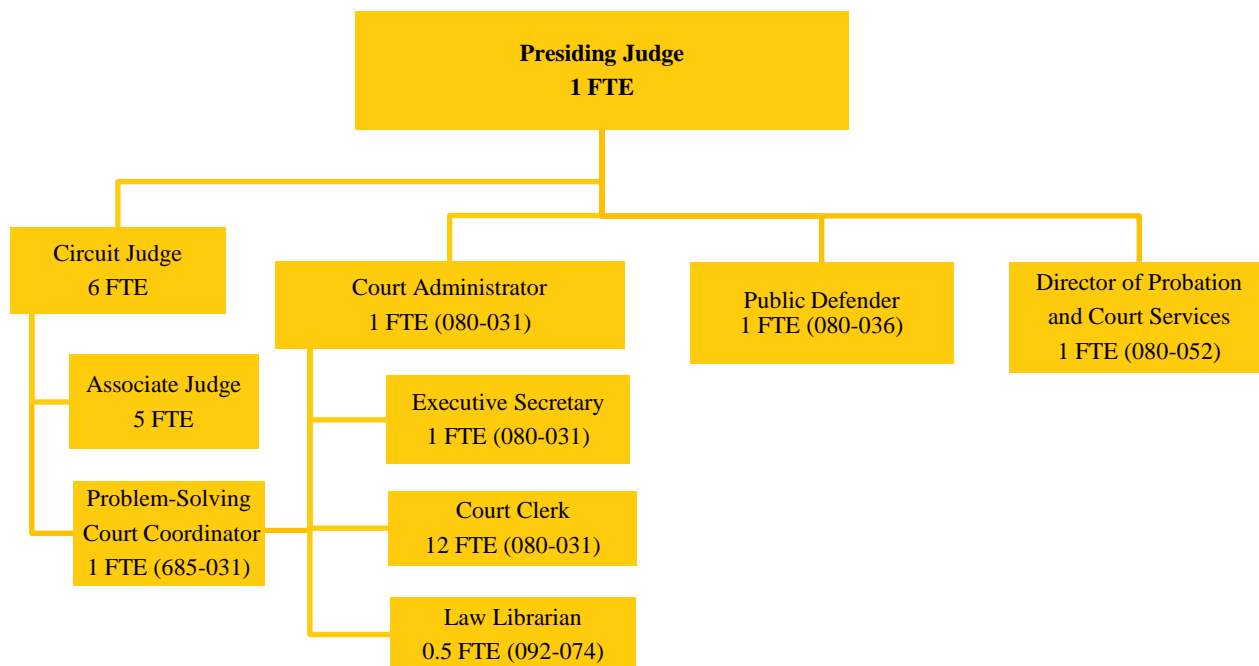 Presiding Judge
1 FTE
Circuit Judge
6 FTE
Court Administrator
1 FTE (080-031)
Public Defender
1 FTE (080-036)
Director of Probation
and Court Services
1 FTE (080-052)
Associate Judge
5 FTE
Executive Secretary
1 FTE (080-031)
Problem-Solving
Court Coordinator
1 FTE (685-031)
Court Clerk
12 FTE (080-031)
Law Librarian
0.5 FTE (092-074)